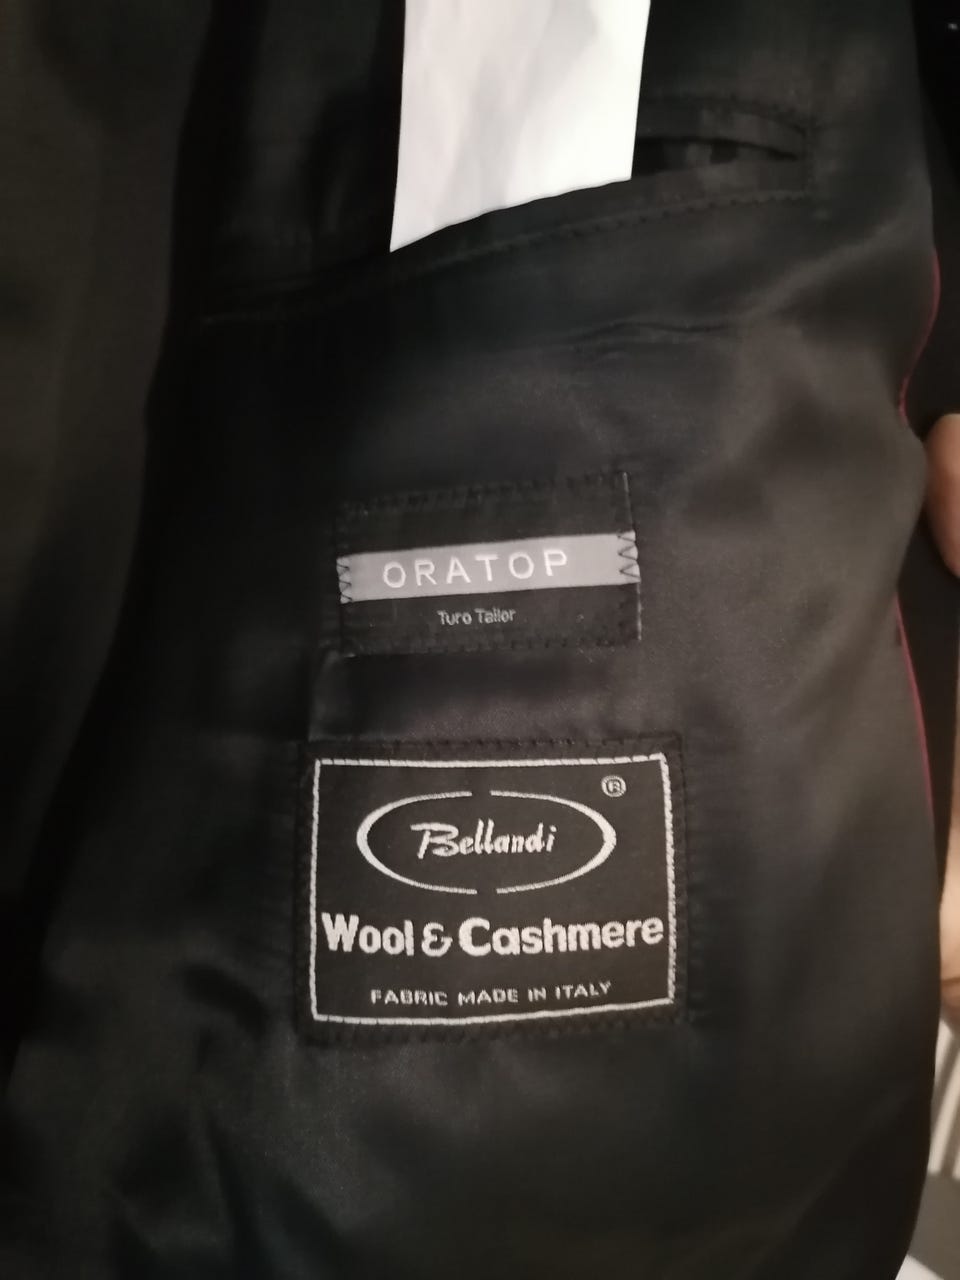 ORATOP
Turo Tailor
®
Bellandi
Wool & Cashmere
FABRIC MADE IN ITALY